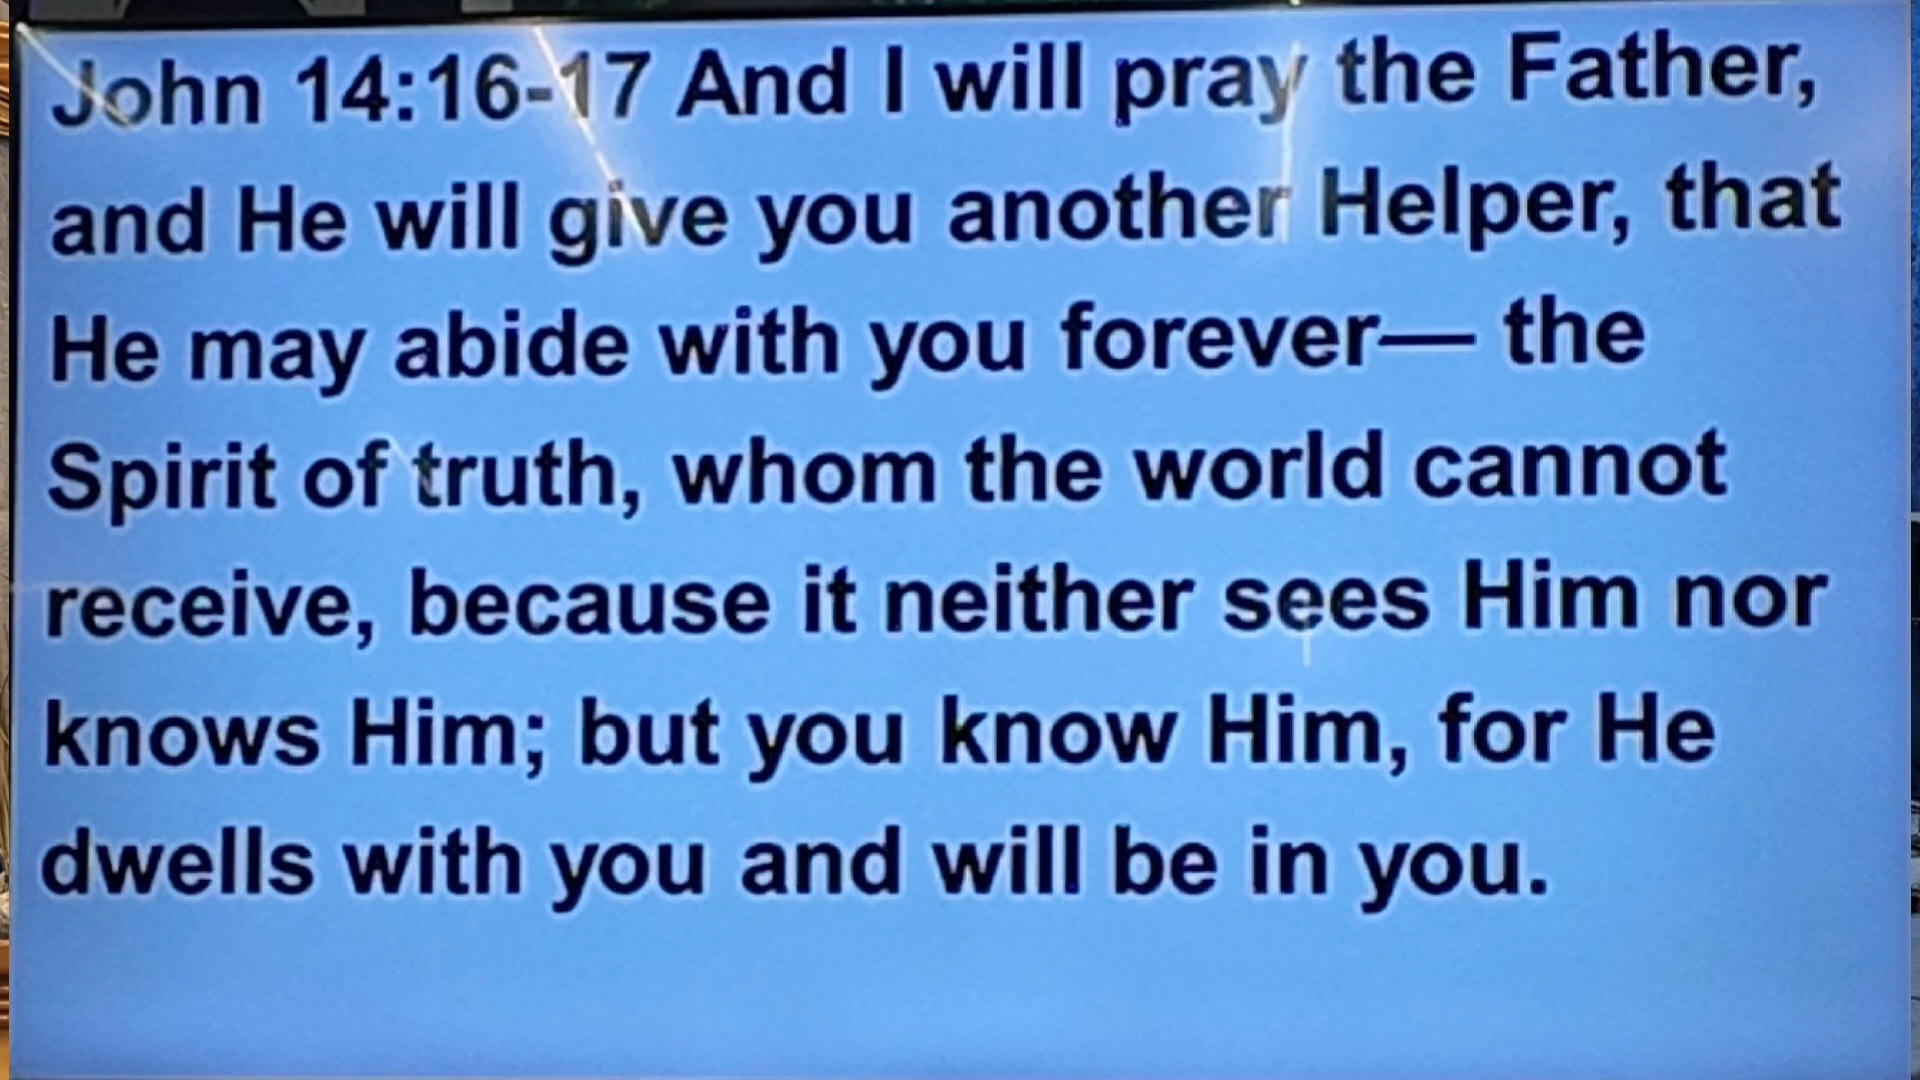 John 14:16-17 And I will pray the Father,
and He will give you another Helper, that
He may abide with you forever— the
Spirit of truth, whom the world cannot
receive, because it neither sees Him nor
knows Him; but you know Him, for He
dwells with you and will be in you.